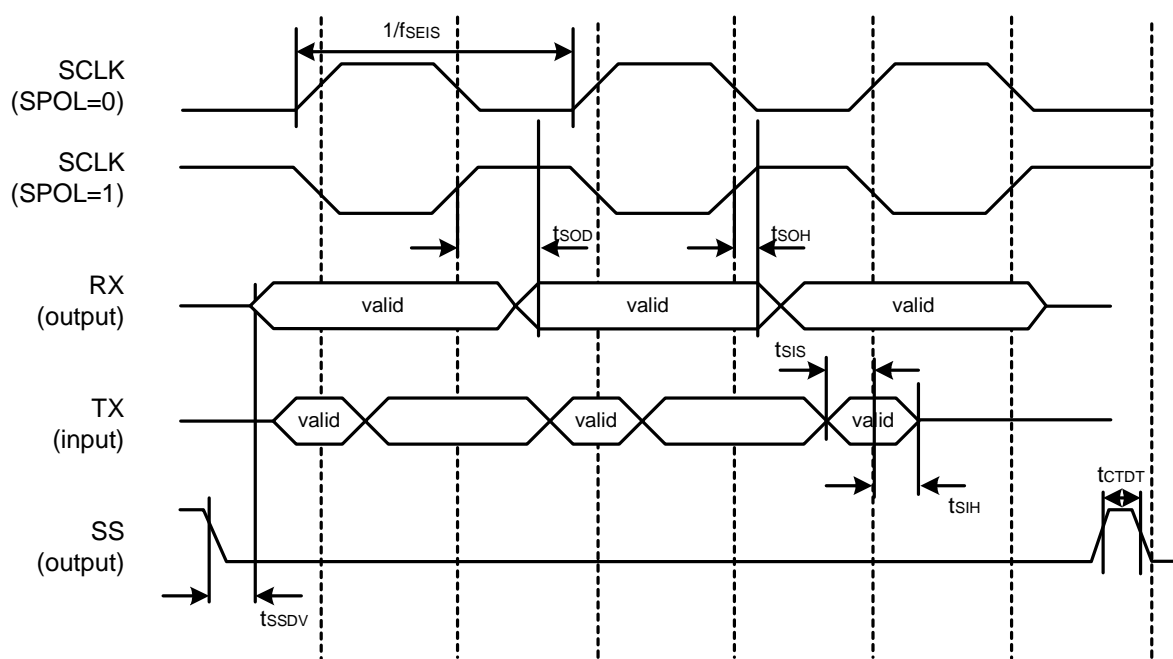 1/fSEIS
SCLK
(SPOL=0)
SCLK
(SPOL=1)
tSOD
tSOH
RX
(output)
valid
valid
valid
tSIS
TX
(input)
valid
valid
valid
tSIH
tCTDT
SS
(output)
tSSDV